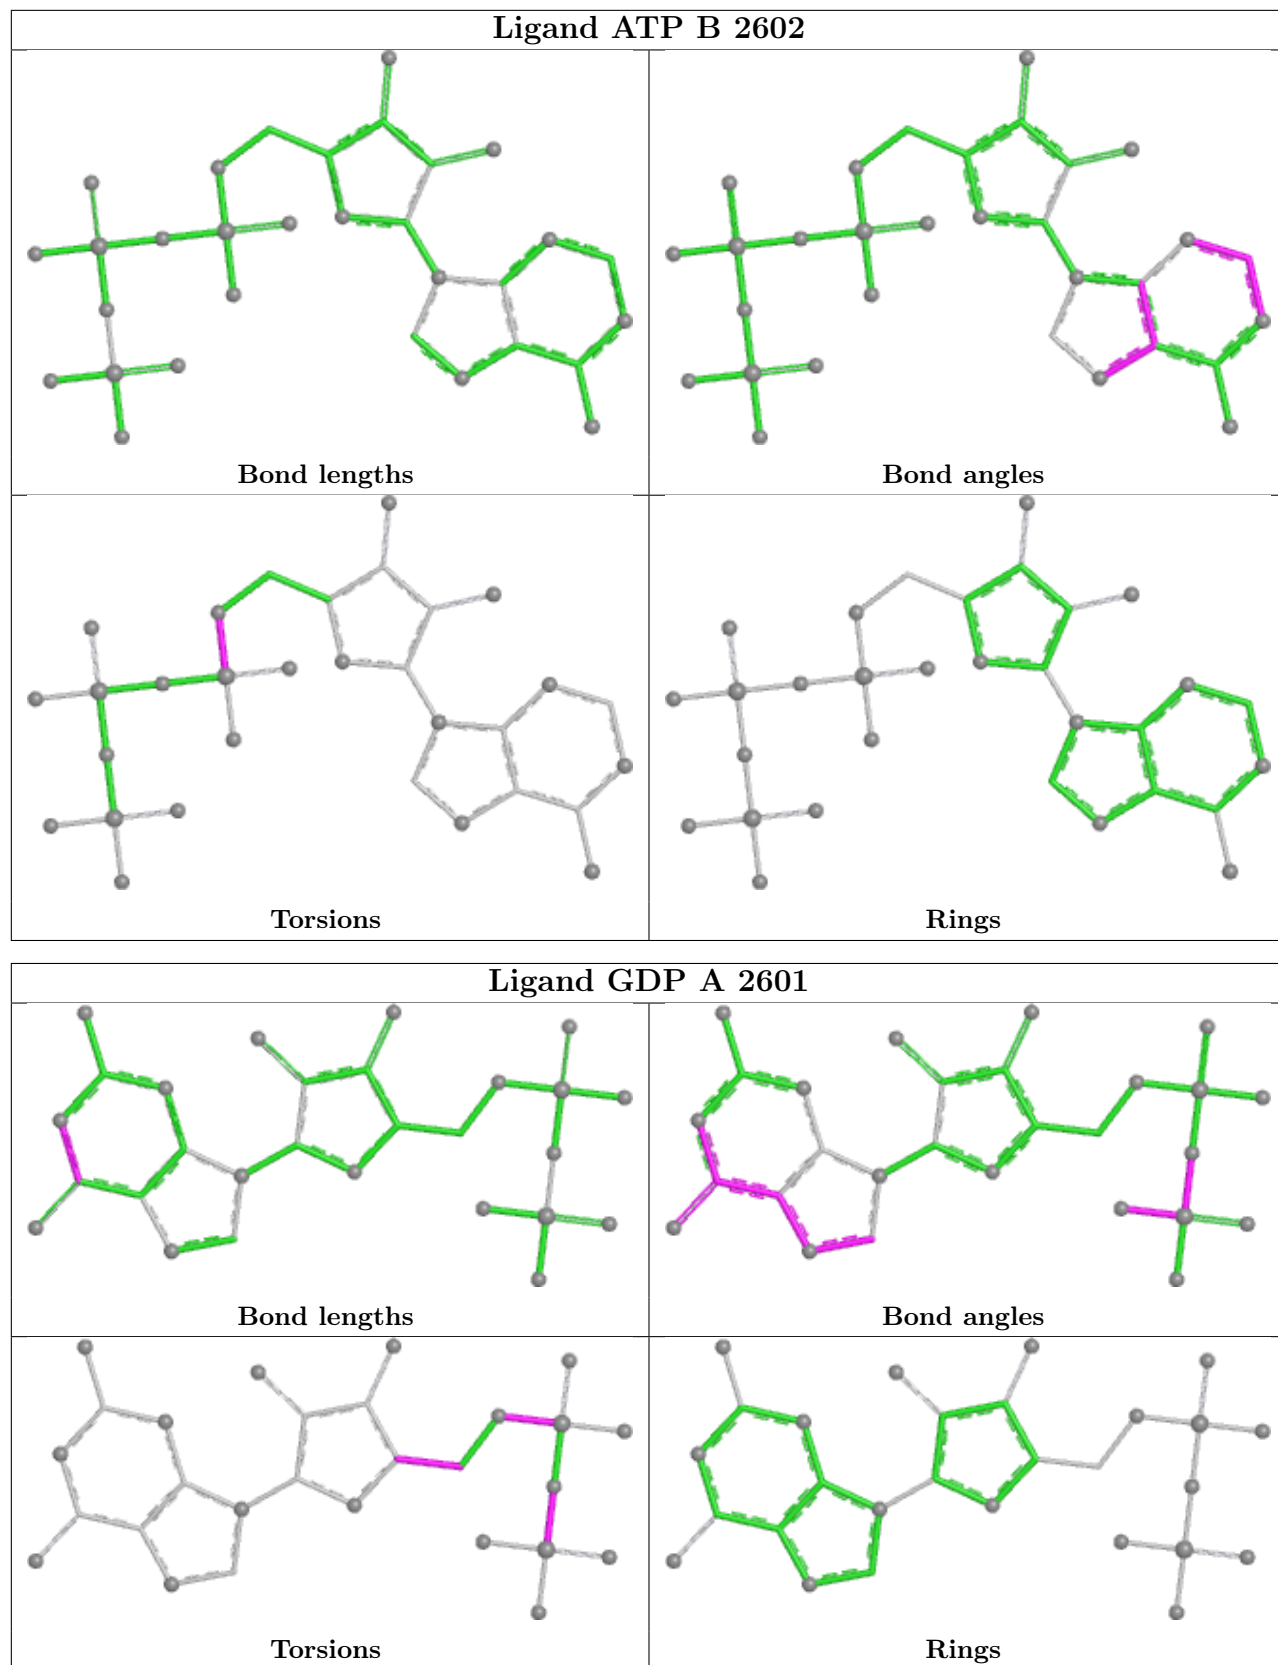 Ligand ATP B 2602
Bond lengths
Bond angles
Torsions
Rings
Ligand GDP A 2601
Bond lengths
Bond angles
Torsions
Rings